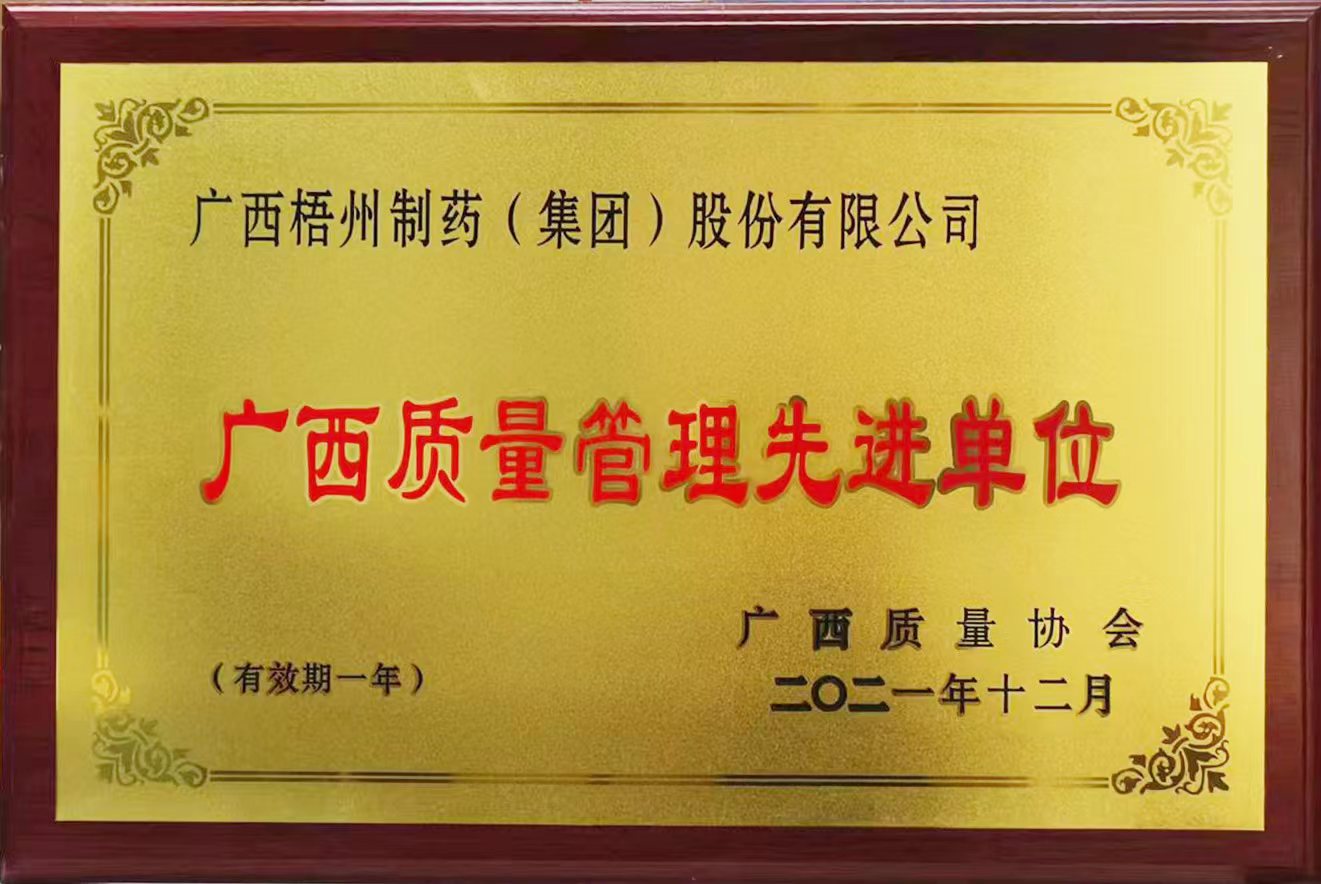 广西梧州制药（集团）股份有限公司
广西质量管理先进单位
广西质量协会
（有效期一年）
二〇二一年十二月